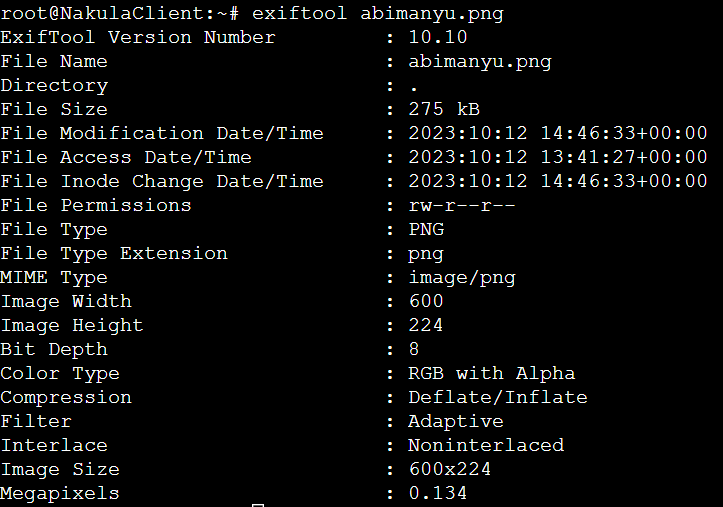 root@NakulaClient:~# exiftool abimanyu.png
ExifTool Version Number         : 10.10
File Name                       : abimanyu.png
Directory                       : .
File Size                       : 275 kB
File Modification Date/Time     : 2023:10:12 14:46:33+00:00
File Access Date/Time           : 2023:10:12 13:41:27+00:00
File Inode Change Date/Time     : 2023:10:12 14:46:33+00:00
File Permissions                : rw-r--r--
File Type                       : PNG
File Type Extension             : png
MIME Type                       : image/png
Image Width                     : 600
Image Height                    : 224
Bit Depth                       : 8
Color Type                      : RGB with Alpha
Compression                     : Deflate/Inflate
Filter                          : Adaptive
Interlace                       : Noninterlaced
Image Size                      : 600x224
Megapixels                      : 0.134